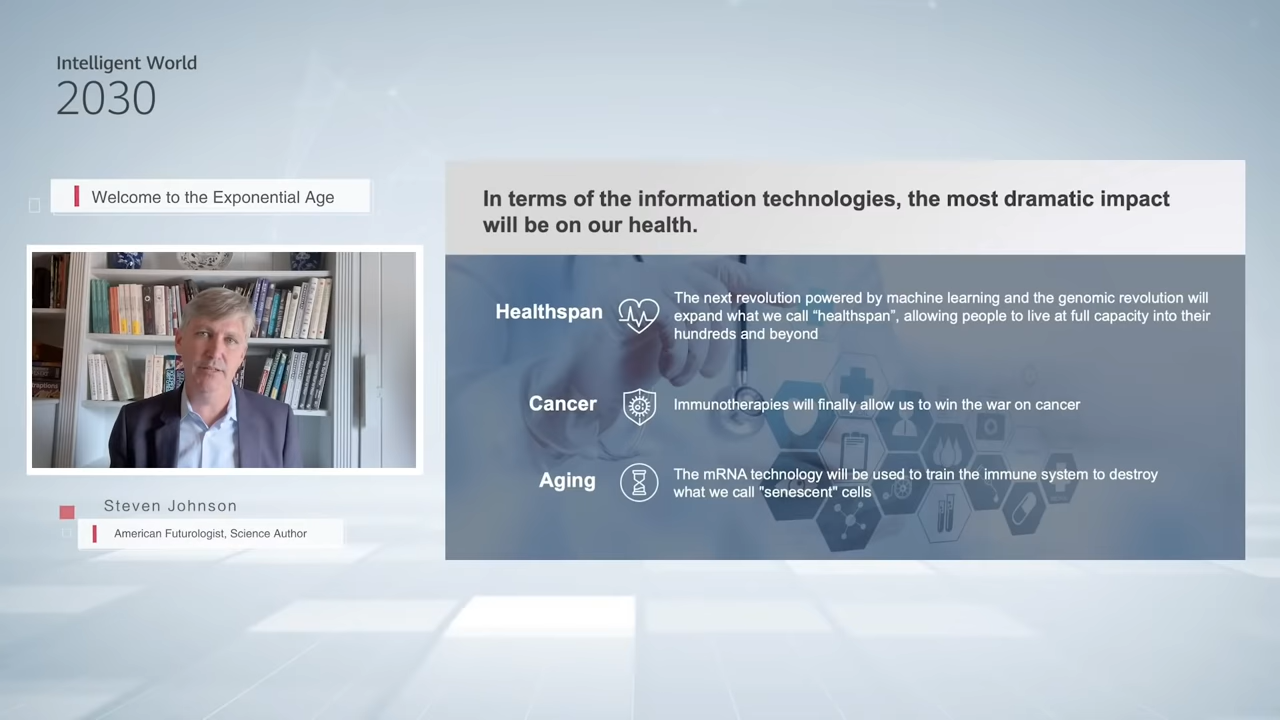 Intelligent World
2030
Welcome to the Exponential Age
Steven Johnson
American Futurologist, Science Author
In terms of the information technologies, the most dramatic impact
will be on our health.
Healthspan
The next revolution powered by machine learning and the genomic revolution will
expand what we call “healthspan”, allowing people to live at full capacity into their
hundreds and beyond
Cancer
Immunotherapies will finally allow us to win the war on cancer
Aging
The mRNA technology will be used to train the immune system to destroy
what we call "senescent" cells